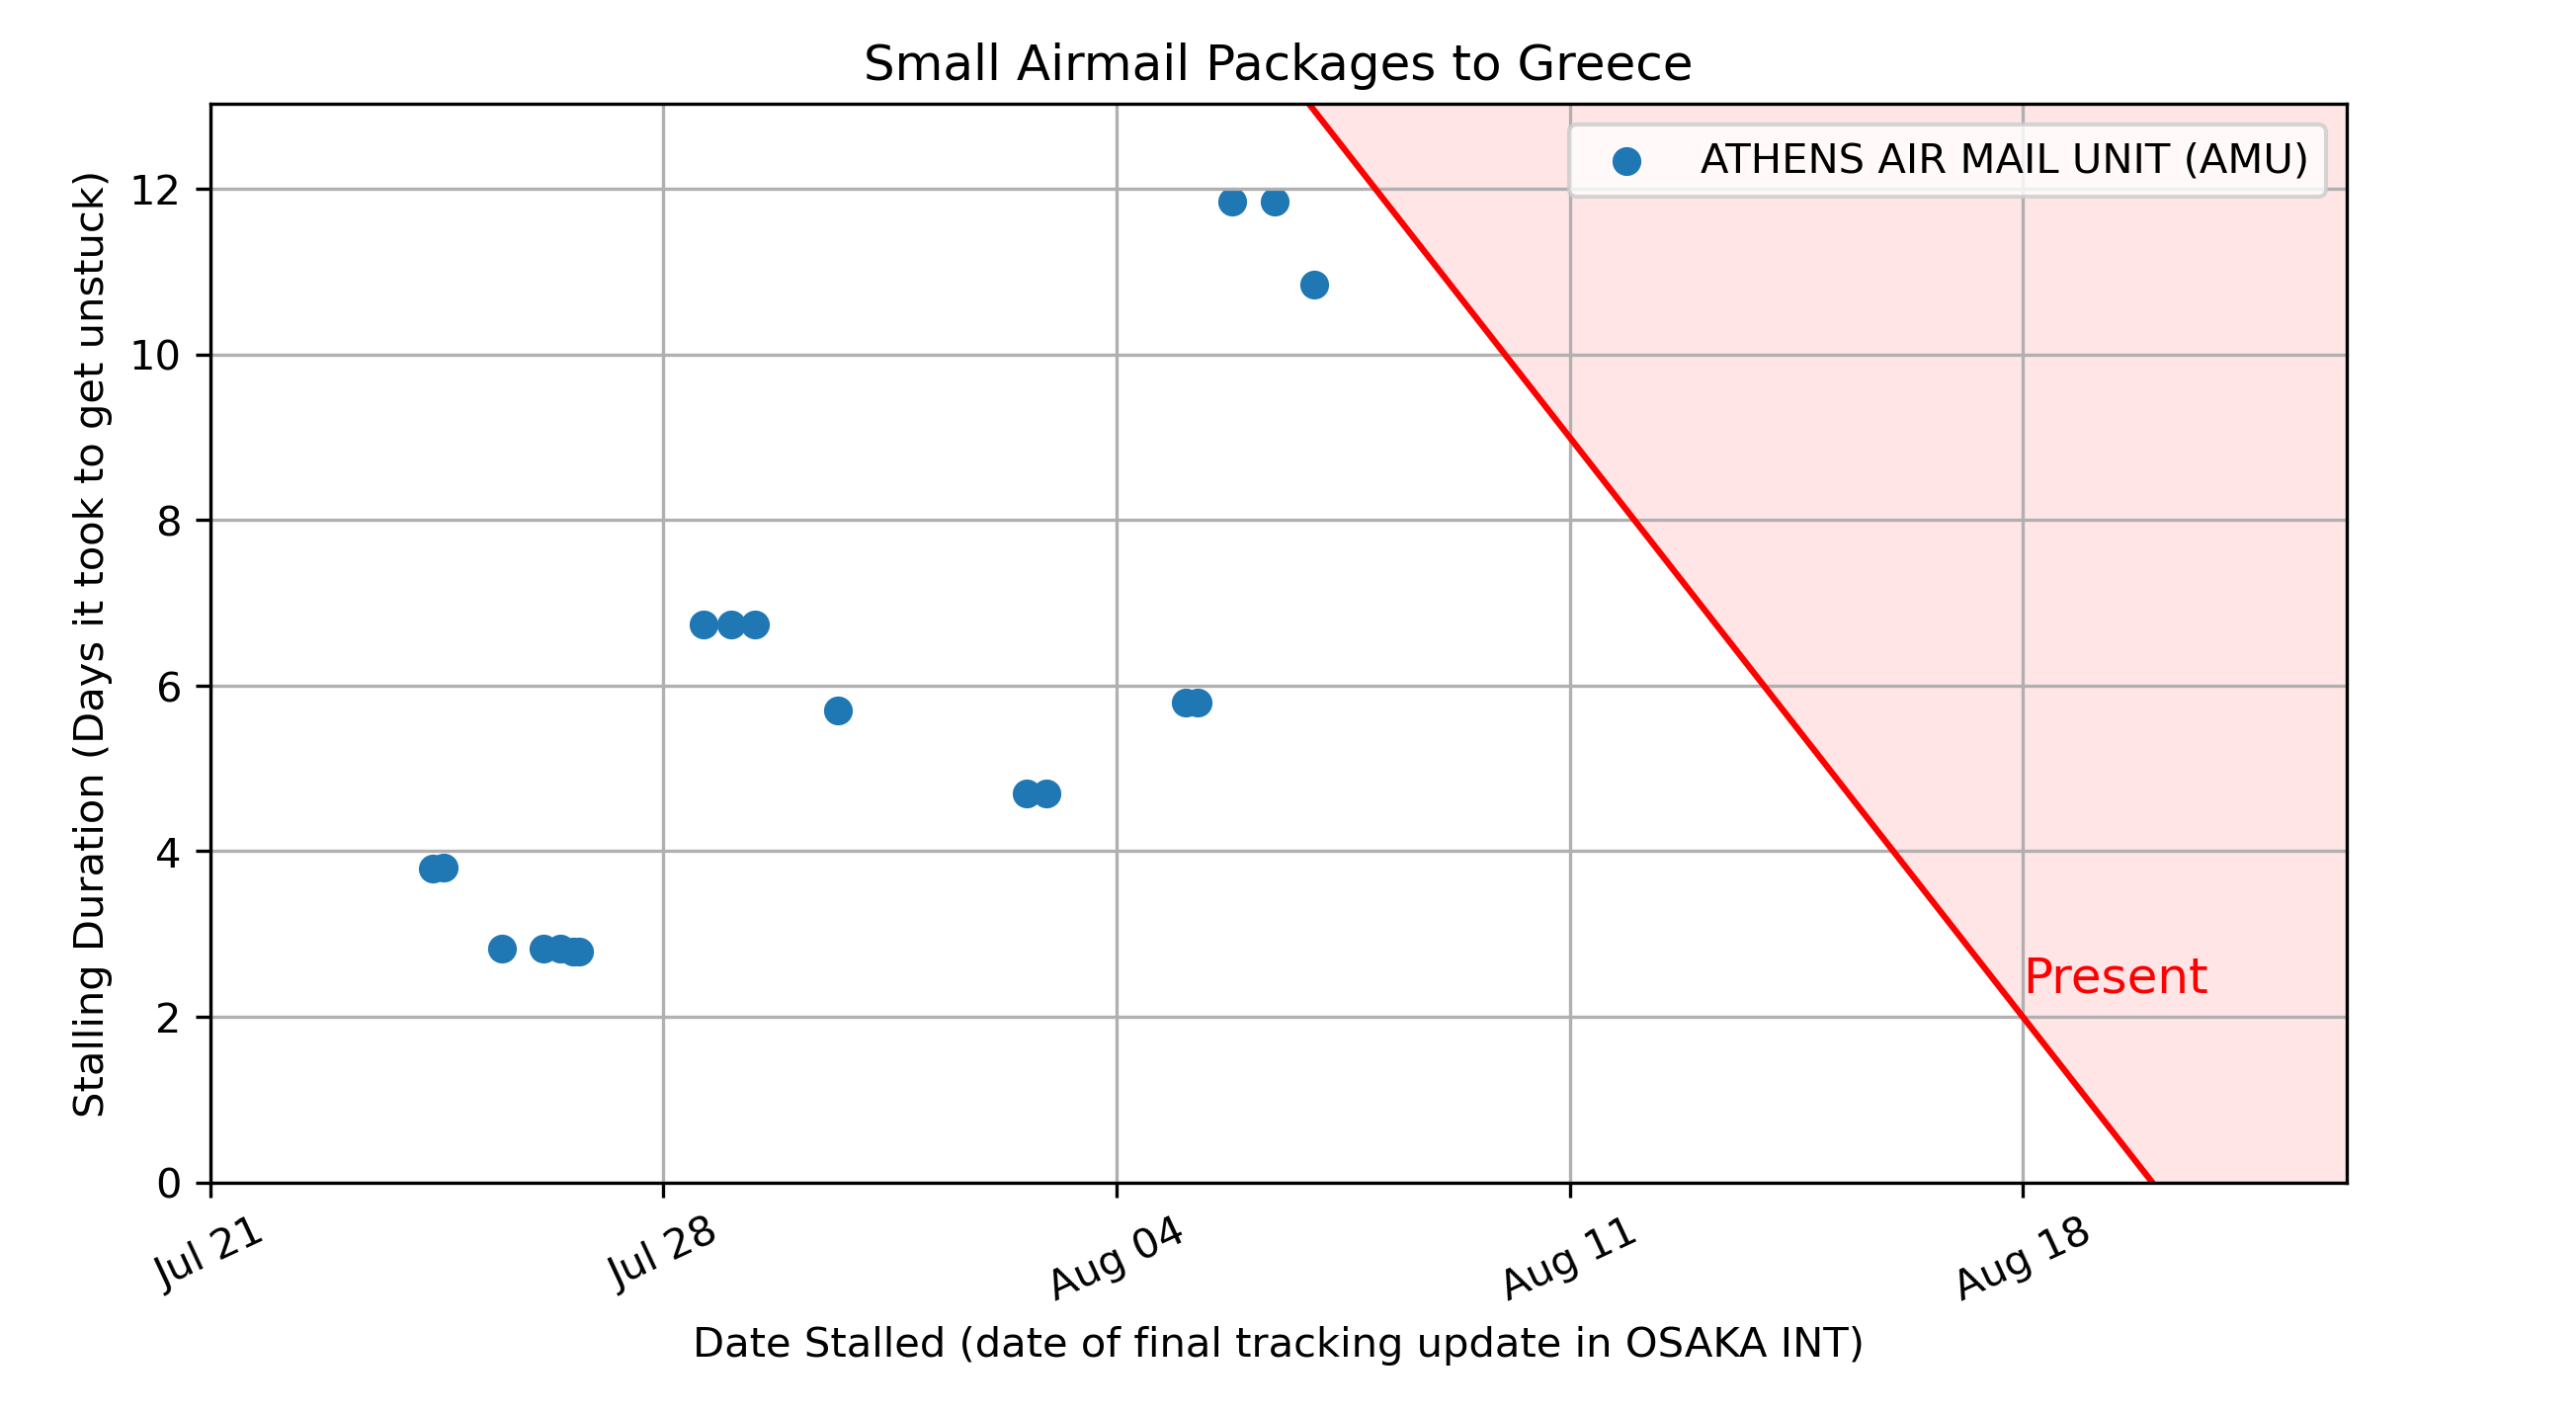 Small Airmail Packages to Greece
ATHENS AIR MAIL UNIT (AMU)
Stalling Duration (Days it took to get unstuck)
12
10
8
6
4
2
0
Present
Jul 21
Jul 28
Aug 04
Aug 11
Aug 18
Date Stalled (date of final tracking update in OSAKA INT)